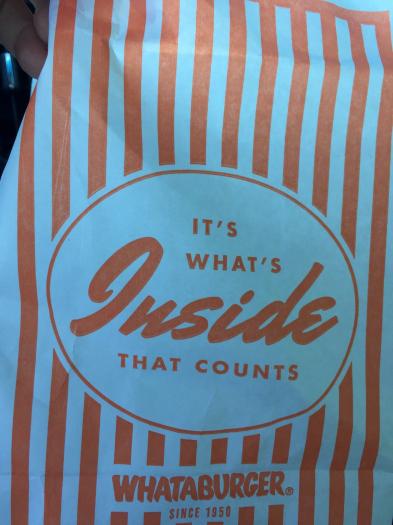 IT'S
WHAT'S
Inside
THAT COUNTS
WHATABURGER®
SINCE 1950